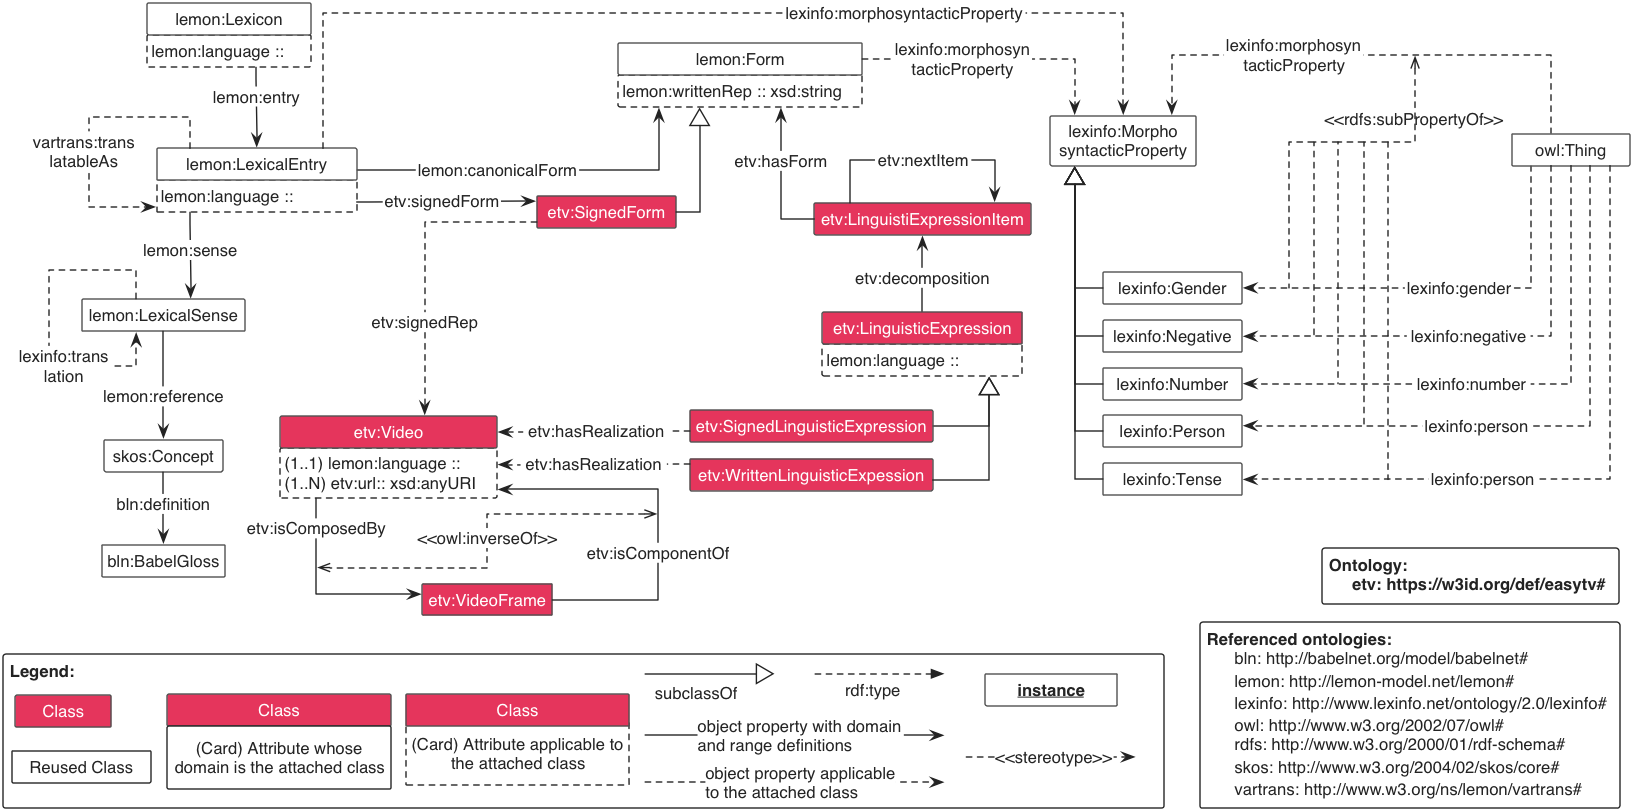 lemon:Lexicon
lemon:language ::
lemon:entry
lexinfo:morphosyntacticProperty
vartrans:trans
latableAs
lemon:LexicalEntry
lemon:language ::
lemon:canonicalForm
etv:signedForm
lemon:sense
lemon:LexicalSense
lexinfo:trans
lation
lemon:reference
skos:Concept
bln:definition
bln:BabelGloss
lemon:Form
lemon:writtenRep :: xsd:string
lexinfo:morphosyn
tacticProperty
etv:SignedForm
etv:hasForm
etv:nextItem
etv:LinguistiExpressionItem
etv:decomposition
etv:LinguisticExpression
lemon:language ::
etv:signedRep
etv:Video
(1..1) lemon:language ::
(1..N) etv:url:: xsd:anyURI
etv:hasRealization
etv:SignedLinguisticExpression
etv:hasRealization
etv:WrittenLinguisticExpession
etv:isComposedBy
<<owl:inverseOf>>
etv:isComponentOf
etv:VideoFrame
lexinfo:morphosyn
tacticProperty
<<rdfs:subPropertyOf>>
lexinfo:Morpho
syntacticProperty
owl:Thing
lexinfo:Gender
lexinfo:gender
lexinfo:Negative
lexinfo:negative
lexinfo:Number
lexinfo:number
lexinfo:Person
lexinfo:person
lexinfo:Tense
lexinfo:person
Ontology:
etv: https://w3id.org/def/easytv#
Referenced ontologies:
bln: http://babelnet.org/model/babelnet#
lemon: http://lemon-model.net/lemon#
lexinfo: http://www.lexinfo.net/ontology/2.0/lexinfo#
owl: http://www.w3.org/2002/07/owl#
rdfs: http://www.w3.org/2000/01/rdf-schema#
skos: http://www.w3.org/2004/02/skos/core#
vartrans: http://www.w3.org/ns/lemon/vartrans#
Legend:
Class
Reused Class
Class
(Card) Attribute whose
domain is the attached class
Class
(Card) Attribute applicable to
the attached class
subclassOf
rdf:type
instance
object property with domain
and range definitions
<<stereotype>>
object property applicable
to the attached class